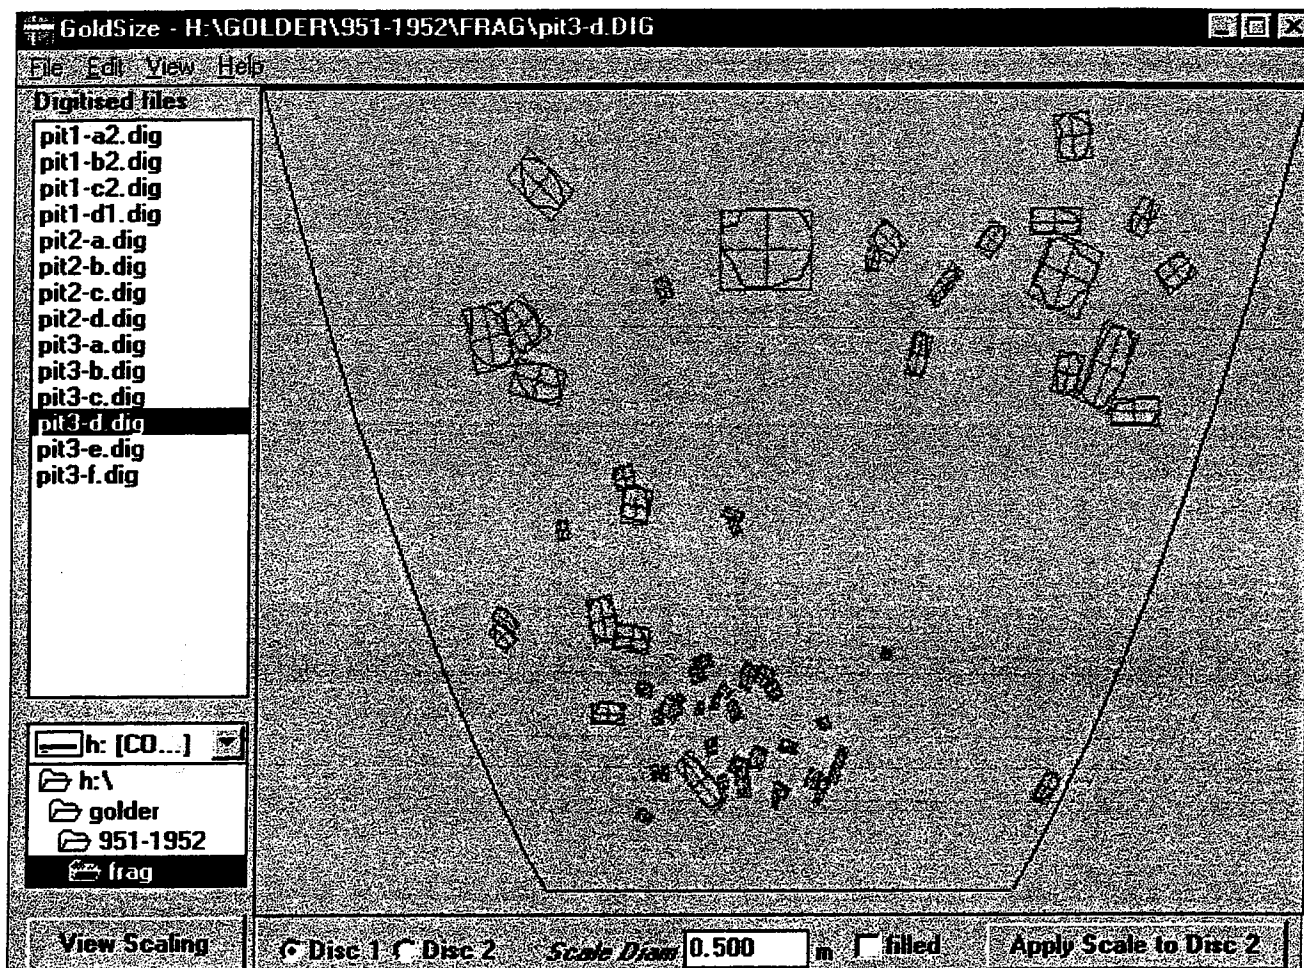 GoldSize - H:\GOLDER\951-1952\FRAG\pit3-d.DIG
File Edit View Help
Digitised files
pit1-a2.dig
pit1-b2.dig
pit1-c2.dig
pit1-d1.dig
pit2-a.dig
pit2-b.dig
pit2-c.dig
pit2-d.dig
pit3-a.dig
pit3-b.dig
pit3-c.dig
pit3-d.dig
pit3-e.dig
pit3-f.dig
h: [CO...]
h:\
golder
951-1952
frag
View Scaling
Disc 1 Disc 2 Scale Diam 0.500 m filled Apply Scale to Disc 2